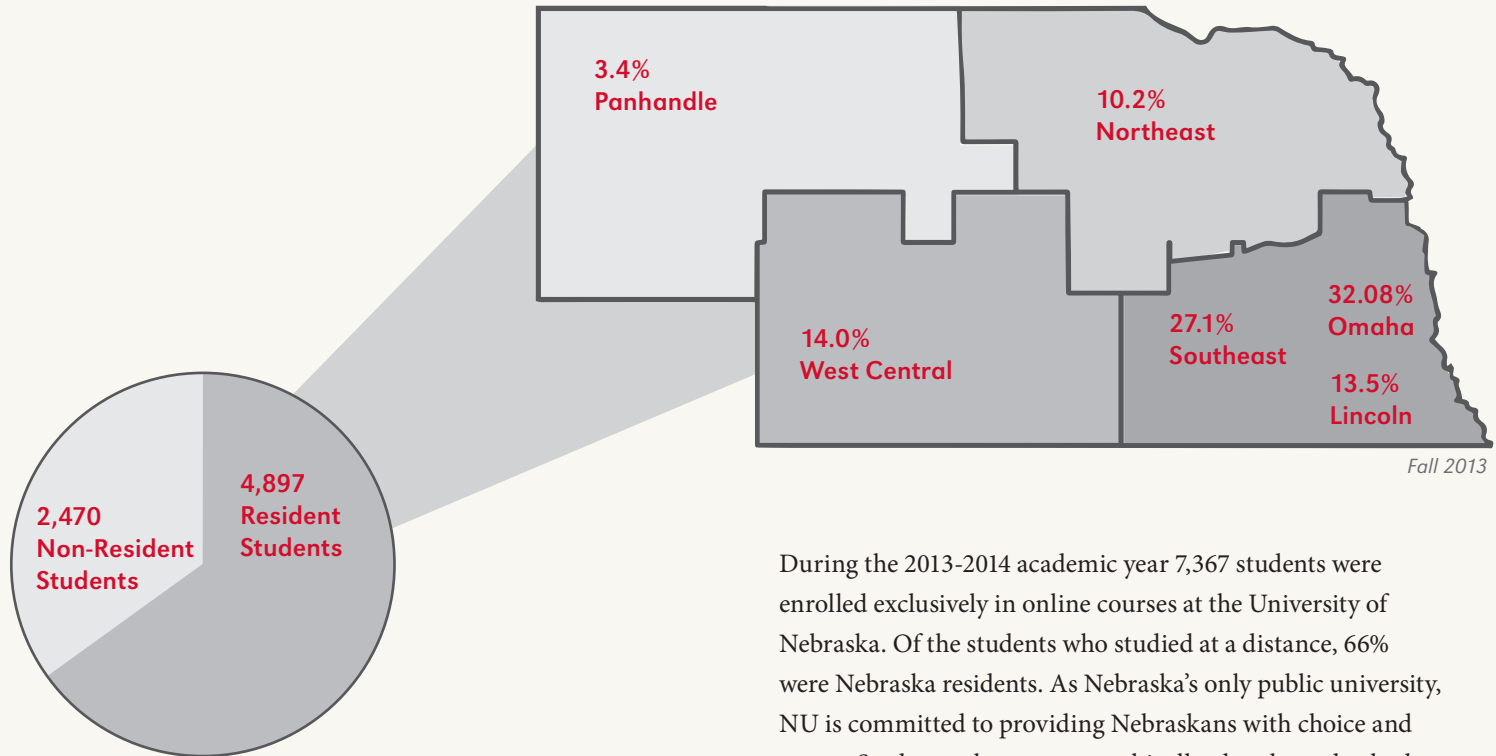 3.4%
Panhandle
10.2%
Northeast
14.0%
West Central
27.1%
Southeast
32.08%
Omaha
13.5%
Lincoln
Fall 2013
2,470
Non-Resident
Students
4,897
Resident
Students
During the 2013-2014 academic year 7,367 students were
enrolled exclusively in online courses at the University of
Nebraska. Of the students who studied at a distance, 66%
were Nebraska residents. As Nebraska’s only public university,
NU is committed to providing Nebraskans with choice and